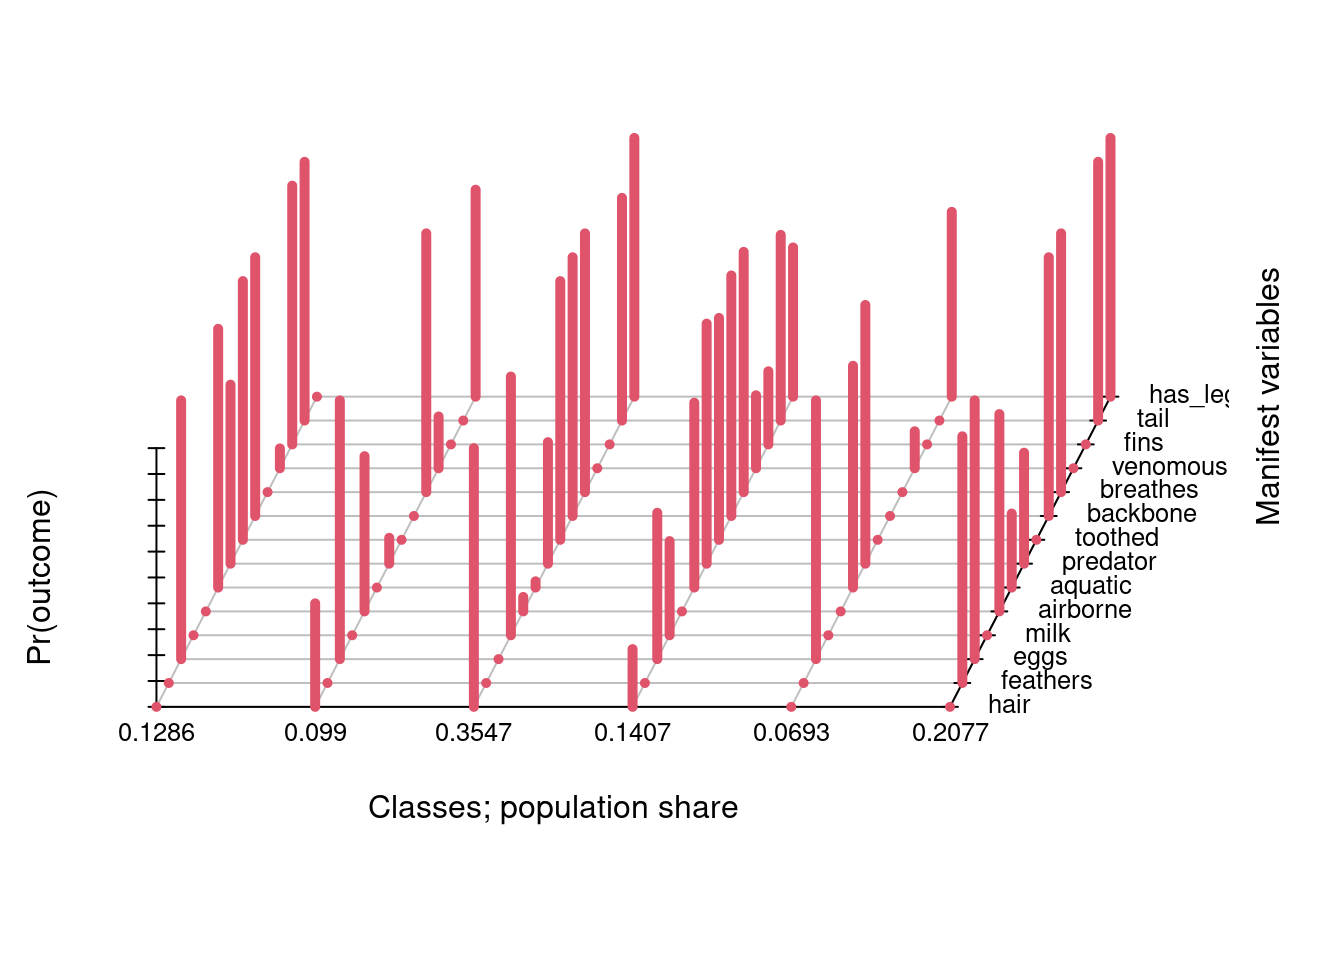 Pr(outcome)
Manifest variables
has_leg
tail
fins
venomous
breathes
backbone
toothed
predator
aquatic
airborne
milk
eggs
feathers
hair
0.1286 0.099 0.3547 0.1407 0.0693 0.2077
Classes; population share